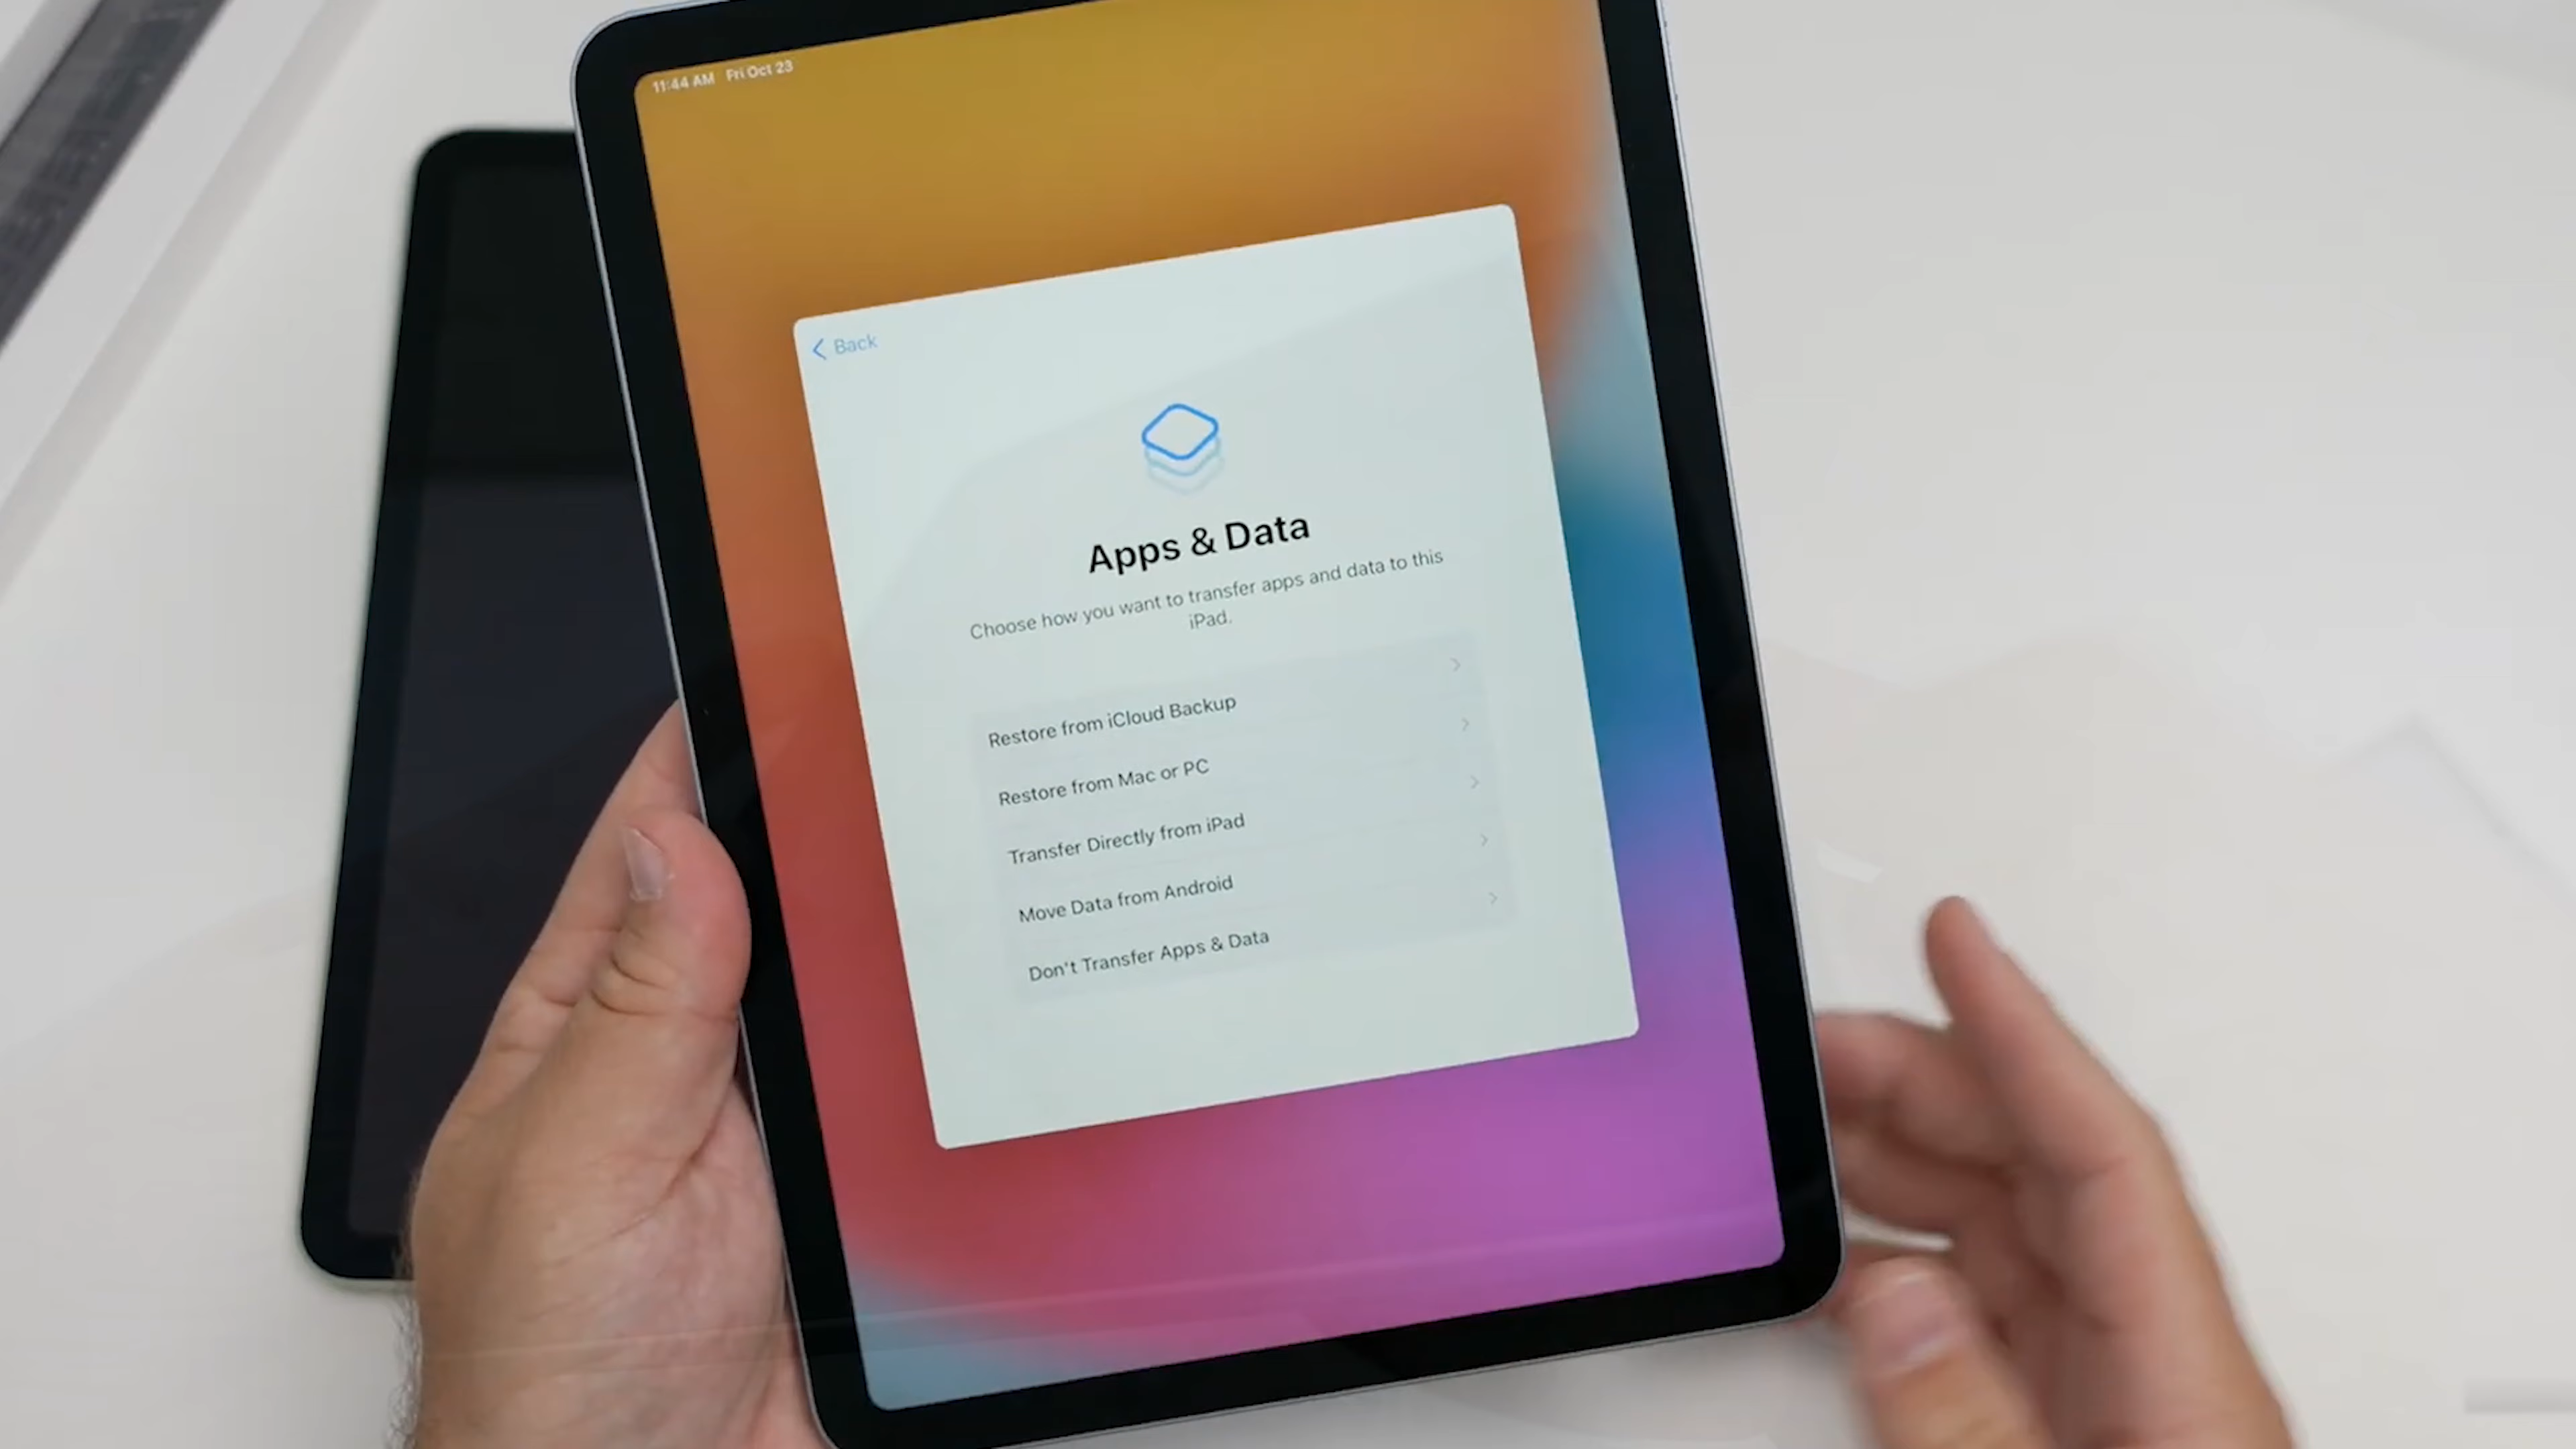 11:44 AM Fri Oct 23
Back
Apps & Data
Choose how you want to transfer apps and data to this
iPad.
Restore from iCloud Backup
Restore from Mac or PC
Transfer Directly from iPad
Move Data from Android
Don't Transfer Apps & Data